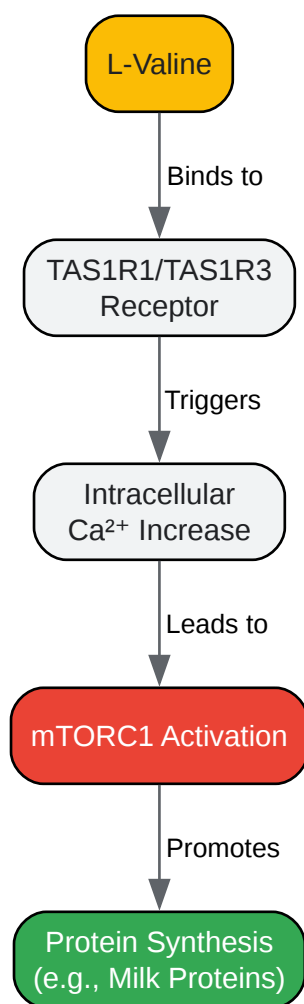 L-Valine
Binds to
TAS1R1/TAS1R3
Receptor
Triggers
Intracellular
Ca²⁺ Increase
Leads to
mTORC1 Activation
Promotes
Protein Synthesis
(e.g., Milk Proteins)